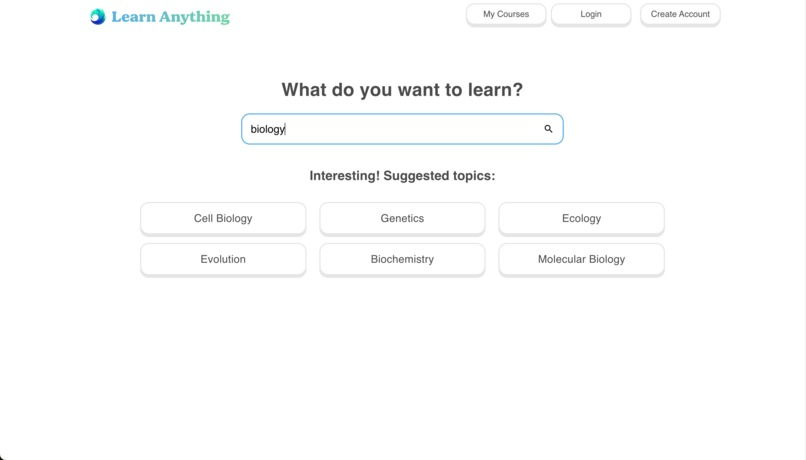 Learn Anything
My Courses
Login
Create Account
What do you want to learn?
biology
Interesting! Suggested topics:
Cell Biology
Genetics
Ecology
Evolution
Biochemistry
Molecular Biology